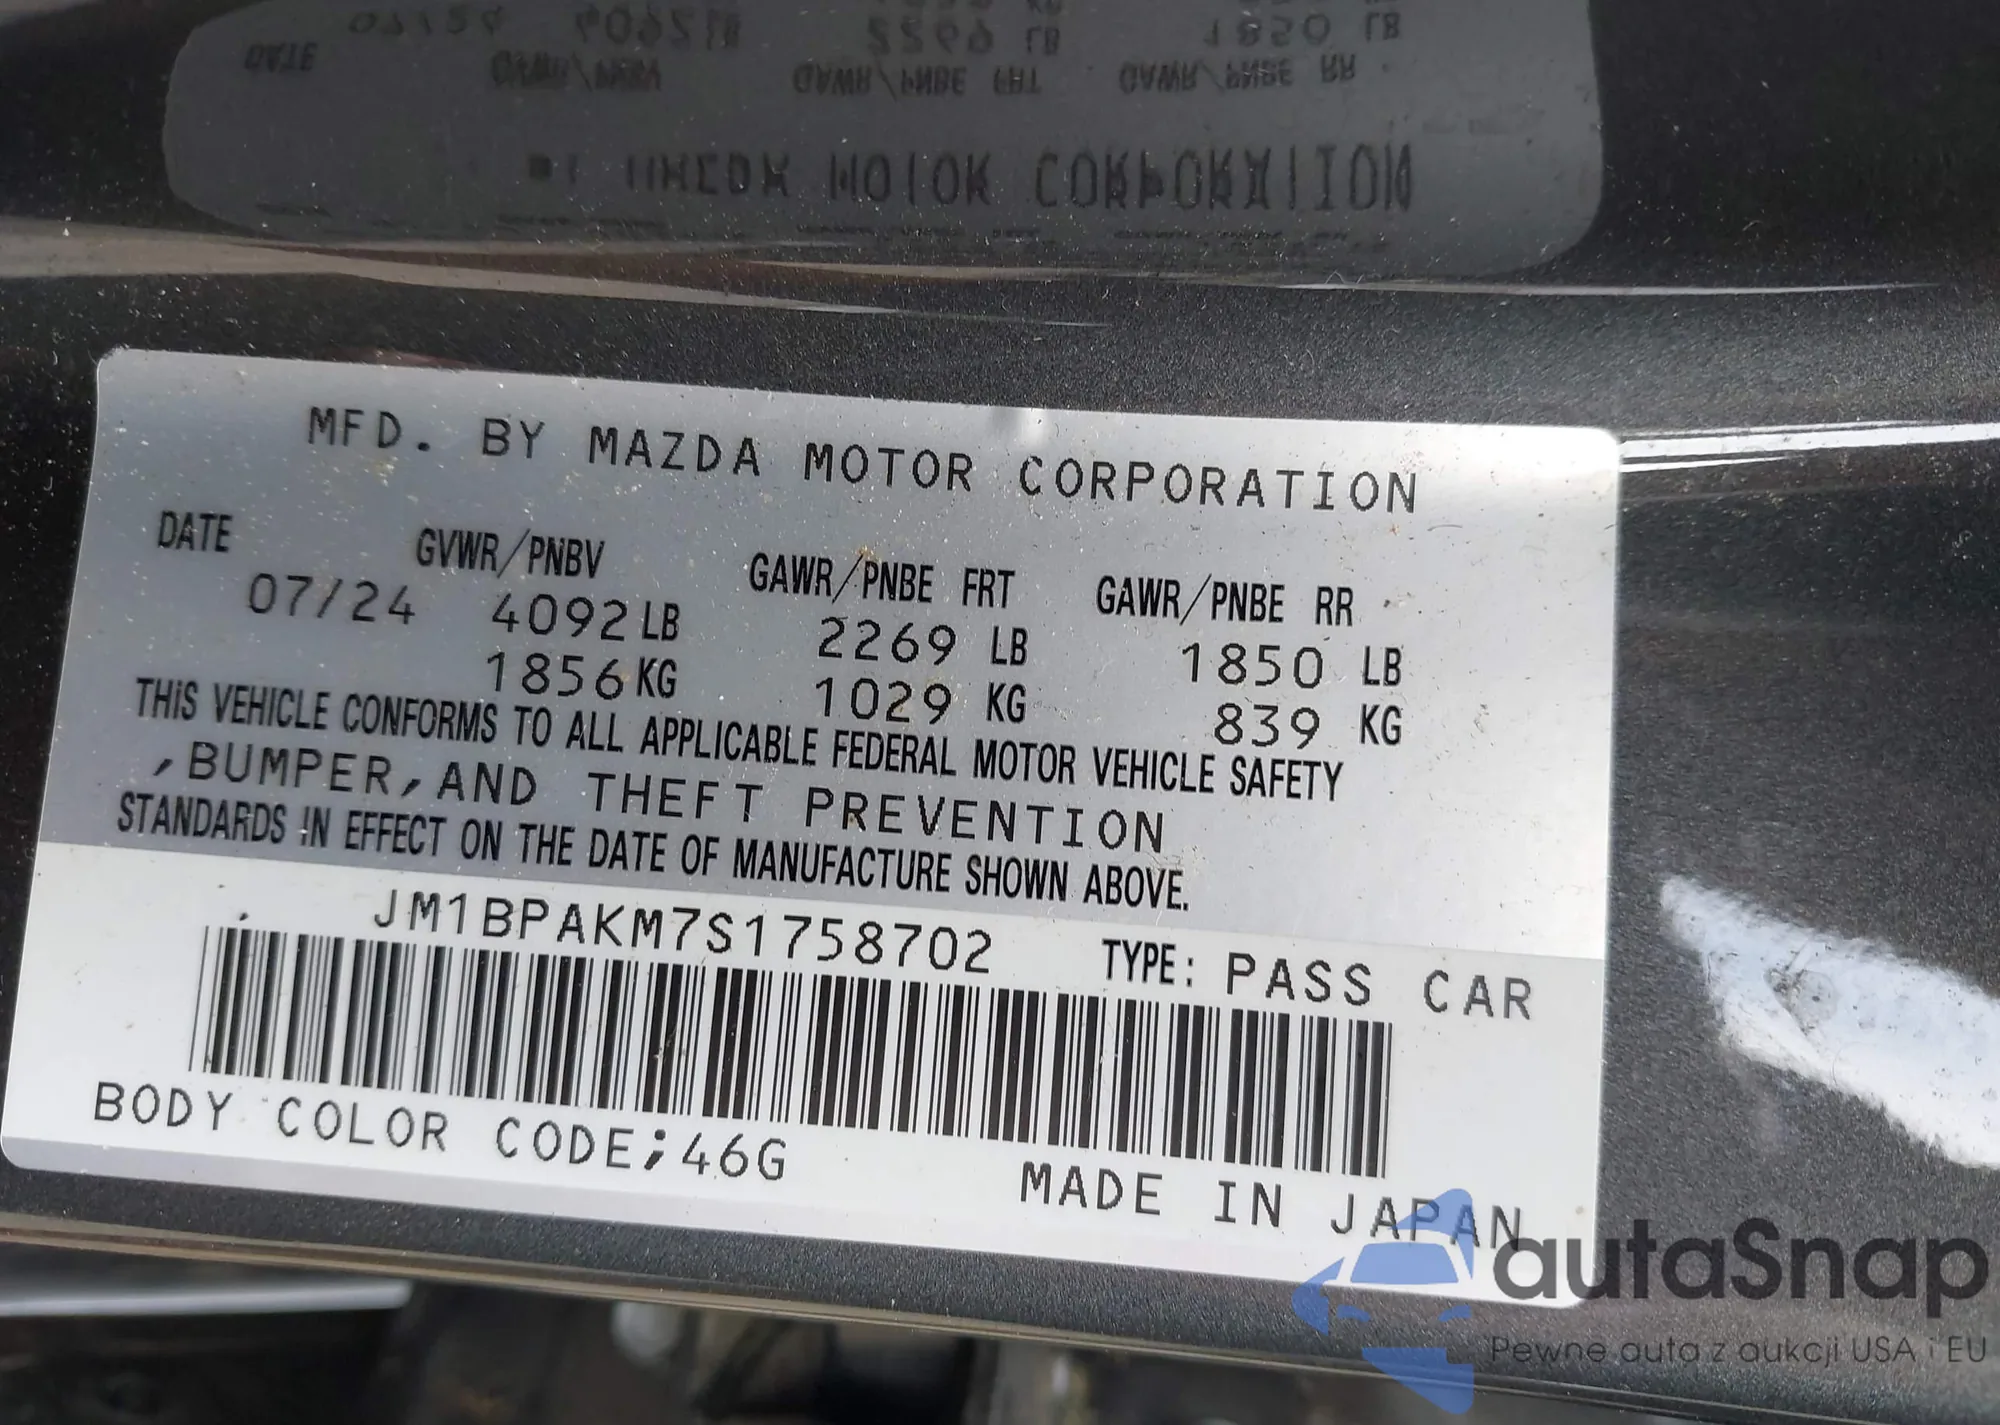 MFD. BY MAZDA MOTOR CORPORATION
DATE GVWR/PNBV GAWR/PNBE FRT GAWR/PNBE RR
07/24 4092 LB 2269 LB 1850 LB
1856 KG 1029 KG 839 KG
THIS VEHICLE CONFORMS TO ALL APPLICABLE FEDERAL MOTOR VEHICLE SAFETY
,BUMPER,AND THEFT PREVENTION
STANDARDS IN EFFECT ON THE DATE OF MANUFACTURE SHOWN ABOVE.
JM1BPAKM7S1758702 TYPE: PASS CAR
BODY COLOR CODE;46G
MADE IN JAPAN
autaSnap
Pewne auta z aukcji USA i EU